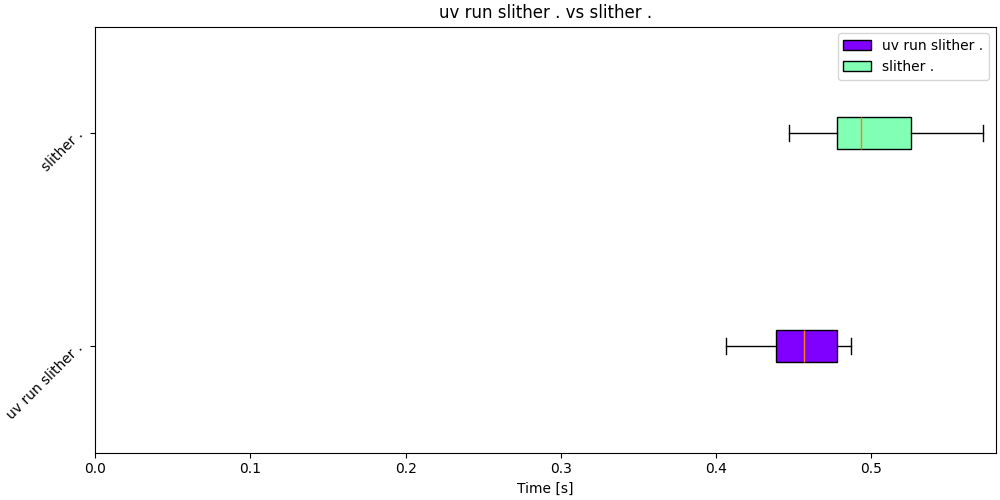 uv run slither . vs slither .
uv run slither .
slither .
slither .
uv run slither .
0.0 0.1 0.2 0.3 0.4 0.5
Time [s]